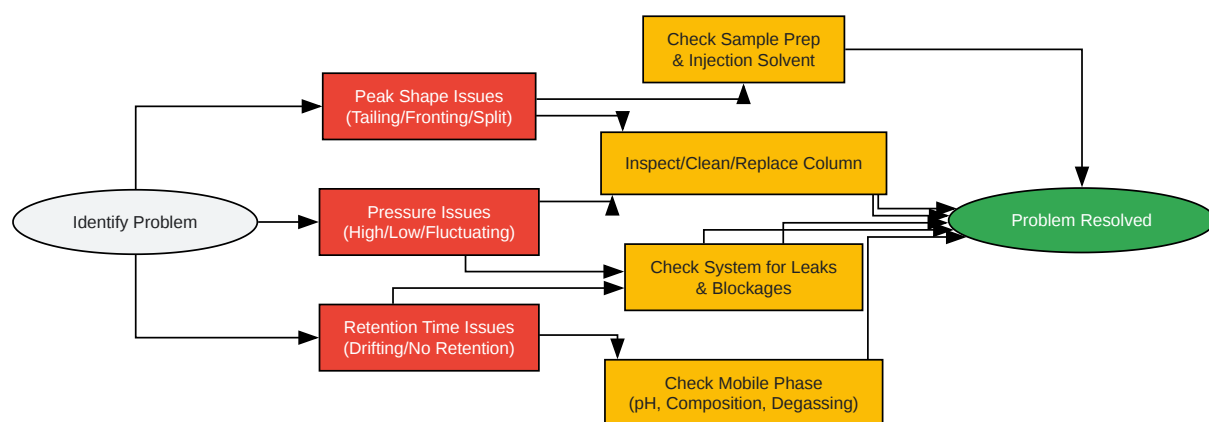 Identify Problem
Peak Shape Issues
(Tailing/Fronting/Split)
Pressure Issues
(High/Low/Fluctuating)
Retention Time Issues
(Drifting/No Retention)
Check Sample Prep
& Injection Solvent
Inspect/Clean/Replace Column
Check System for Leaks
& Blockages
Check Mobile Phase
(pH, Composition, Degassing)
Problem Resolved